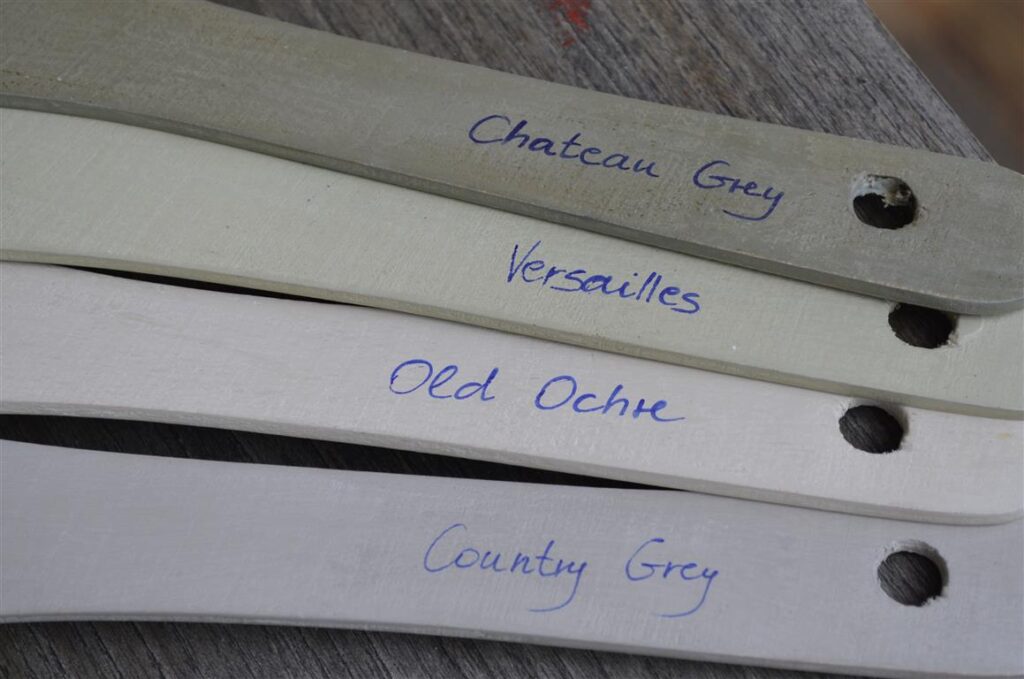 Chateau Grey
Versailles
Old Ochre
Country Grey